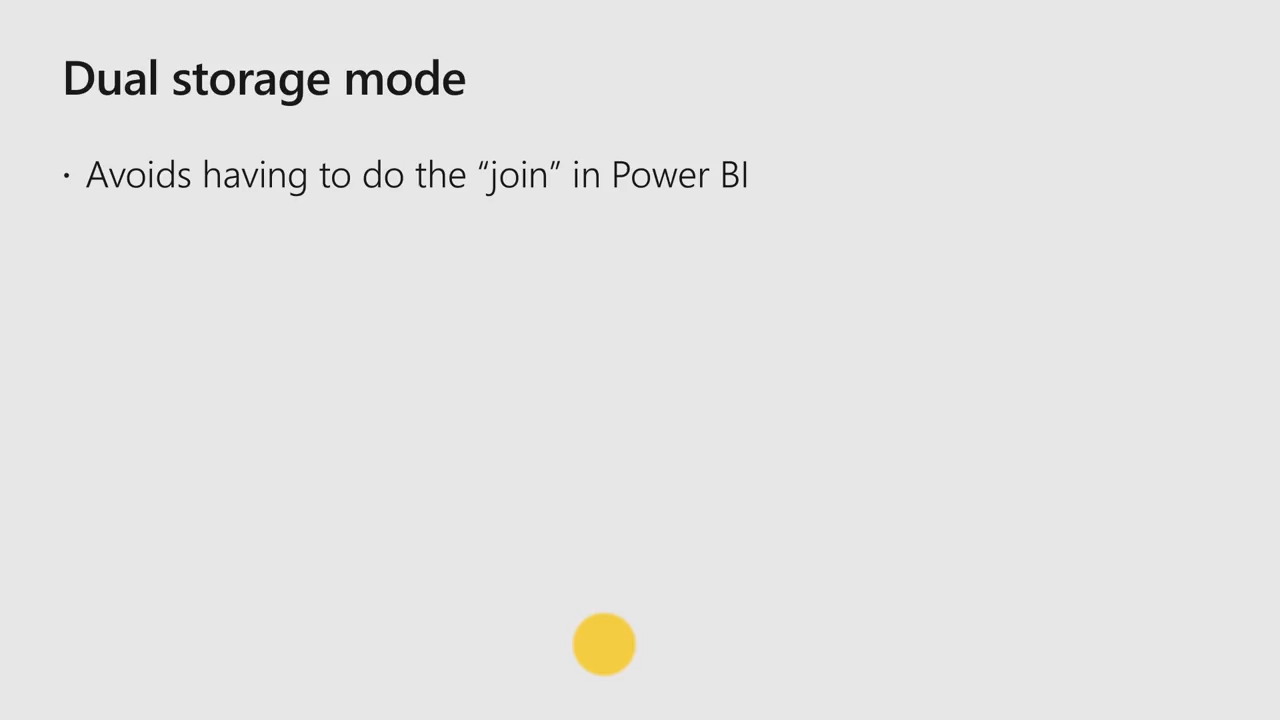 Dual storage mode
· Avoids having to do the “join” in Power BI